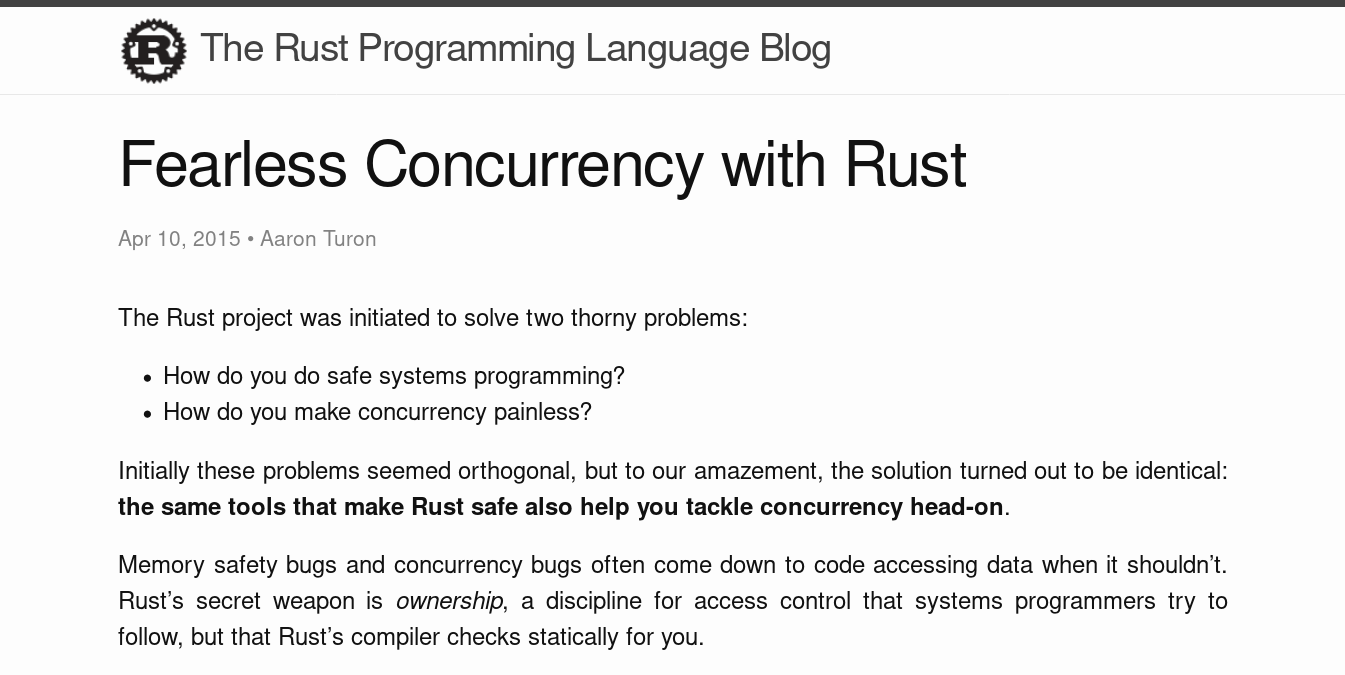 R The Rust Programming Language Blog
Fearless Concurrency with Rust
Apr 10, 2015 • Aaron Turon
The Rust project was initiated to solve two thorny problems:
• How do you do safe systems programming?
• How do you make concurrency painless?
Initially these problems seemed orthogonal, but to our amazement, the solution turned out to be identical:
the same tools that make Rust safe also help you tackle concurrency head-on.
Memory safety bugs and concurrency bugs often come down to code accessing data when it shouldn’t.
Rust’s secret weapon is ownership, a discipline for access control that systems programmers try to
follow, but that Rust’s compiler checks statically for you.